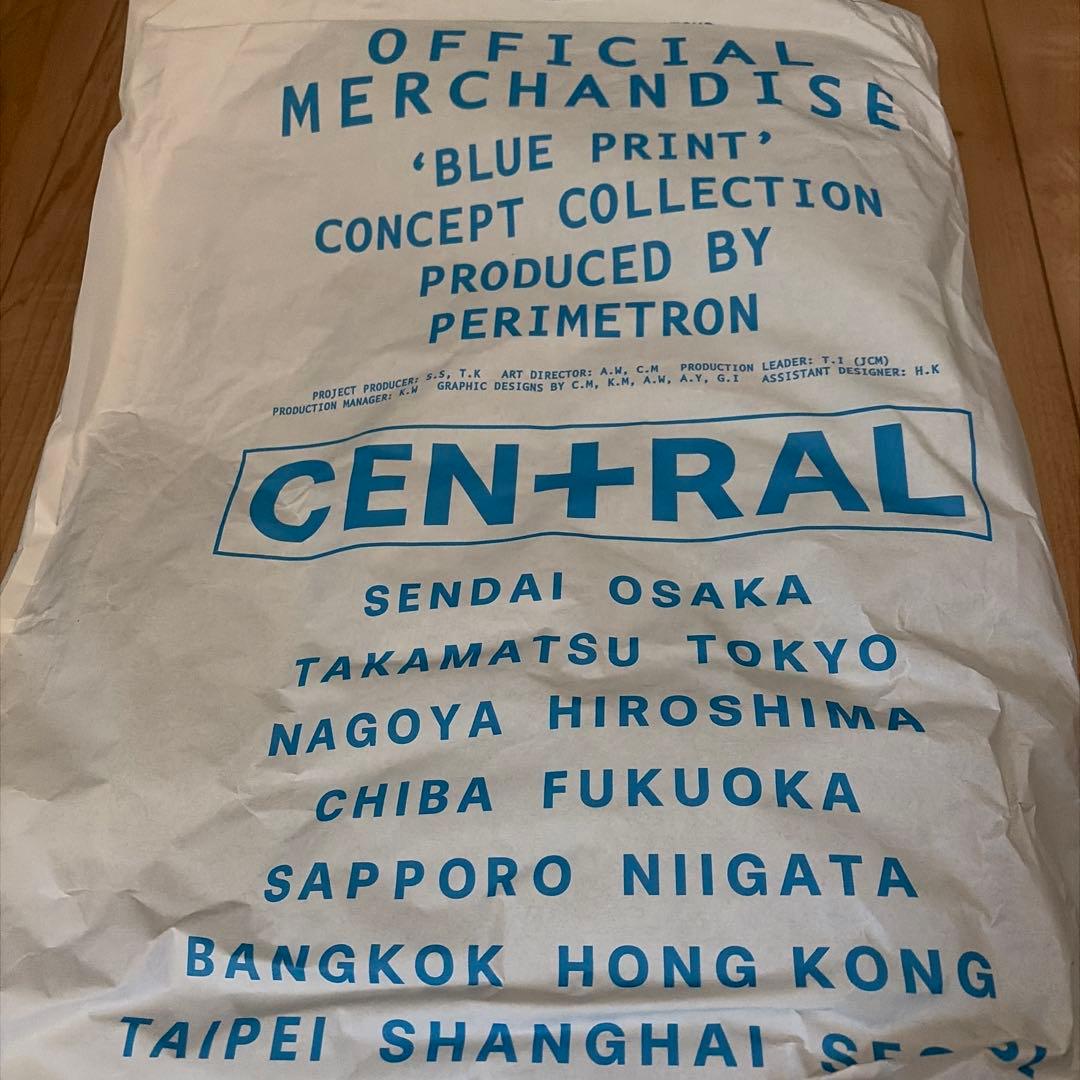 OFFICIAL
MERCHANDISE
‘BLUE PRINT’
CONCEPT COLLECTION
PRODUCED BY
PERIMETRON
PROJECT PRODUCER: S.S, T.K ART DIRECTOR: A.W, C.M PRODUCTION LEADER: T.I (JCM)
PRODUCTION MANAGER: K.W GRAPHIC DESIGNS BY C.M, K.M, A.W, A.Y, G.I ASSISTANT DESIGNER: H.K
CEN+RAL
SENDAI OSAKA
TAKAMATSU TOKYO
NAGOYA HIROSHIMA
CHIBA FUKUOKA
SAPPORO NIIGATA
BANGKOK HONG KONG
TAIPEI SHANGHAI